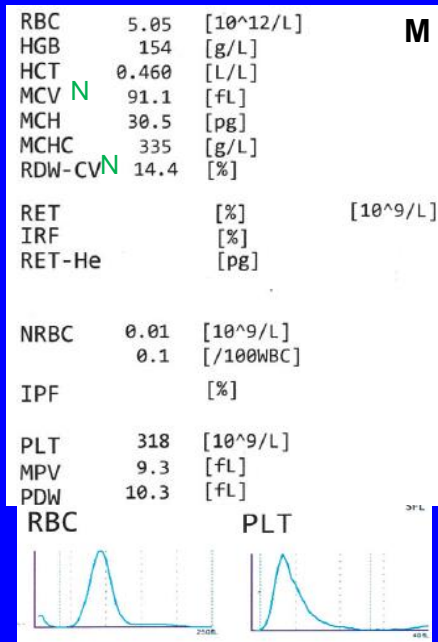 M
RBC 5.05 [10^12/L]
HGB 154 [g/L]
HCT 0.460 [L/L]
MCV N 91.1 [fL]
MCH 30.5 [pg]
MCHC 335 [g/L]
RDW-CV N 14.4 [%]
RET [%] [10^9/L]
IRF [%]
RET-He [pg]
NRBC 0.01 [10^9/L]
0.1 [/100WBC]
IPF [%]
PLT 318 [10^9/L]
MPV 9.3 [fL]
PDW 10.3 [fL]
RBC PLT
250fL